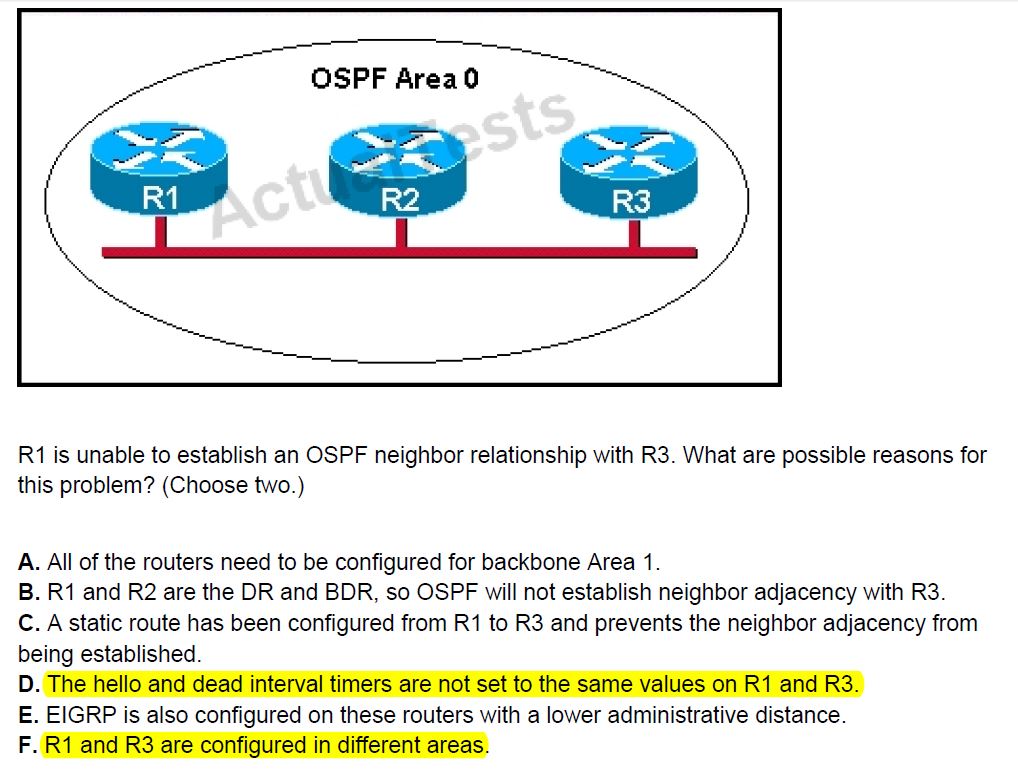 OSPF Area 0
ActualTests
R1
R2
R3
R1 is unable to establish an OSPF neighbor relationship with R3. What are possible reasons for
this problem? (Choose two.)
A. All of the routers need to be configured for backbone Area 1.
B. R1 and R2 are the DR and BDR, so OSPF will not establish neighbor adjacency with R3.
C. A static route has been configured from R1 to R3 and prevents the neighbor adjacency from
being established.
D. The hello and dead interval timers are not set to the same values on R1 and R3.
E. EIGRP is also configured on these routers with a lower administrative distance.
F. R1 and R3 are configured in different areas.